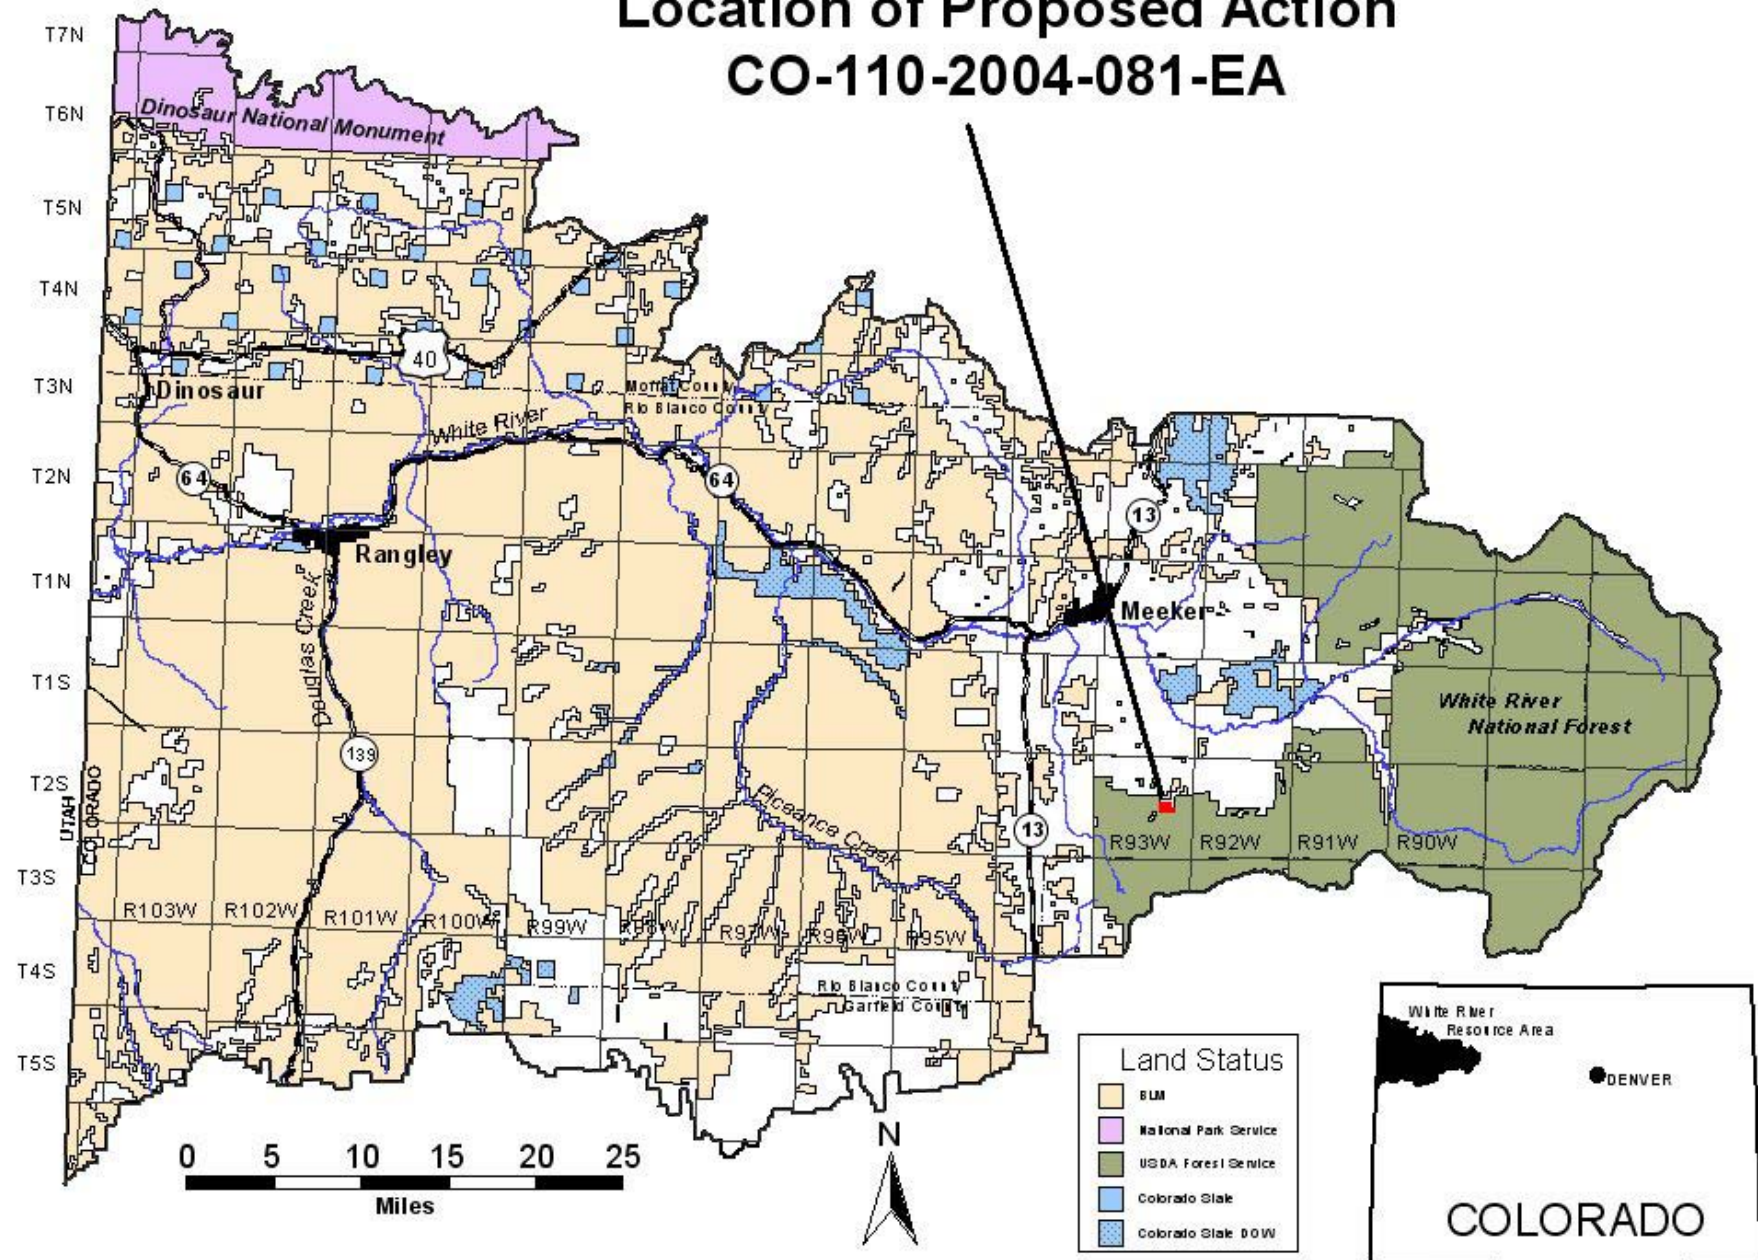 Location of Proposed Action
CO-110-2004-081-EA
T7N
T6N
T5N
T4N
T3N
T2N
T1N
T1S
T2S
T3S
T4S
T5S
Dinosaur National Monument
40
Dinosaur
Moffat County
Rio Blanco County
White River
64
64
13
Rangley
Meeker
Douglas Creek
139
White River
National Forest
UTAH
COLORADO
Piceance Creek
13
R93W
R92W
R91W
R90W
R103W
R102W
R101W
R100W
R99W
R98W
R97W
R96W
R95W
Rio Blanco County
Garfield County
0 5 10 15 20 25
Miles
N
Land Status
BLM
National Park Service
USDA Forest Service
Colorado State
Colorado State DOW
White River
Resource Area
DENVER
COLORADO